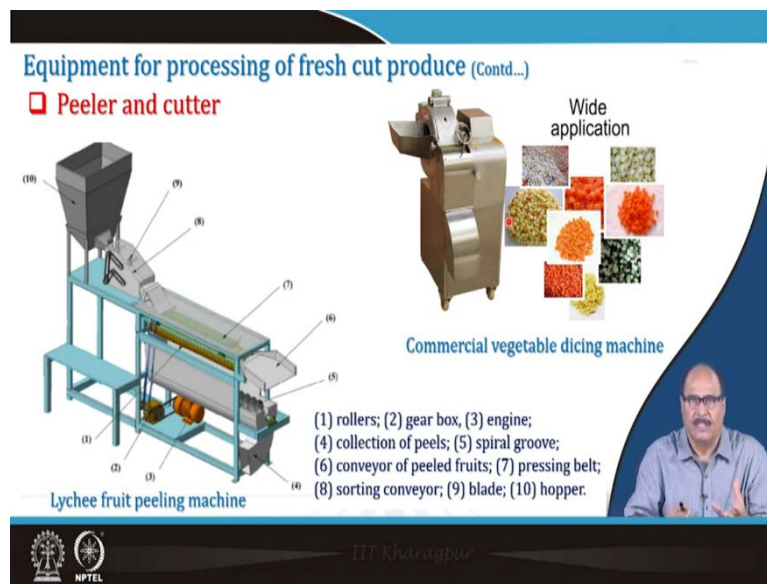 Equipment for processing of fresh cut produce (Contd...)
Peeler and cutter
Wide
application
(10)
(9)
(8)
(7)
(6)
(5)
(1)
(2)
(3)
(4)
Commercial vegetable dicing machine
(1) rollers; (2) gear box, (3) engine;
(4) collection of peels; (5) spiral groove;
(6) conveyor of peeled fruits; (7) pressing belt;
(8) sorting conveyor; (9) blade; (10) hopper.
Lychee fruit peeling machine
NPTEL
IIT Kharagpur